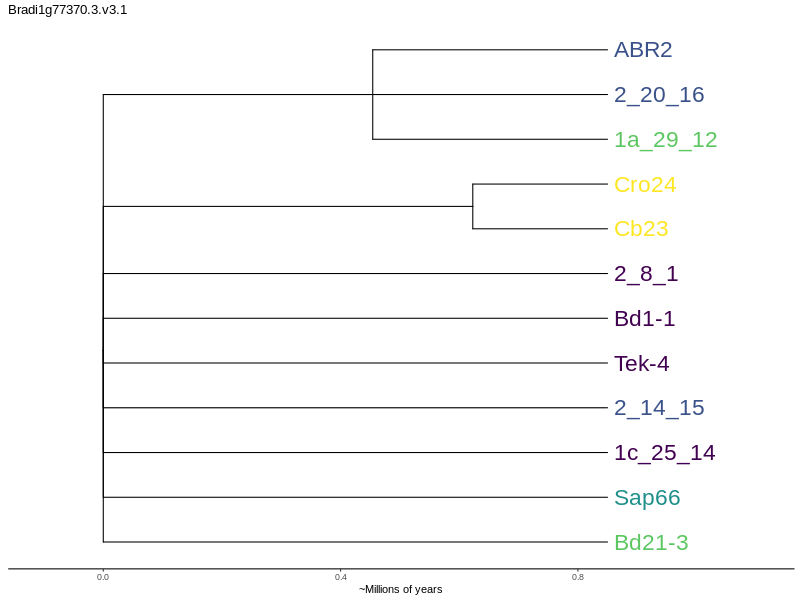 Bradi1g77370.3.v3.1
ABR2
2_20_16
1a_29_12
Cro24
Cb23
2_8_1
Bd1-1
Tek-4
2_14_15
1c_25_14
Sap66
Bd21-3
0.0 0.4 0.8
~Millions of years